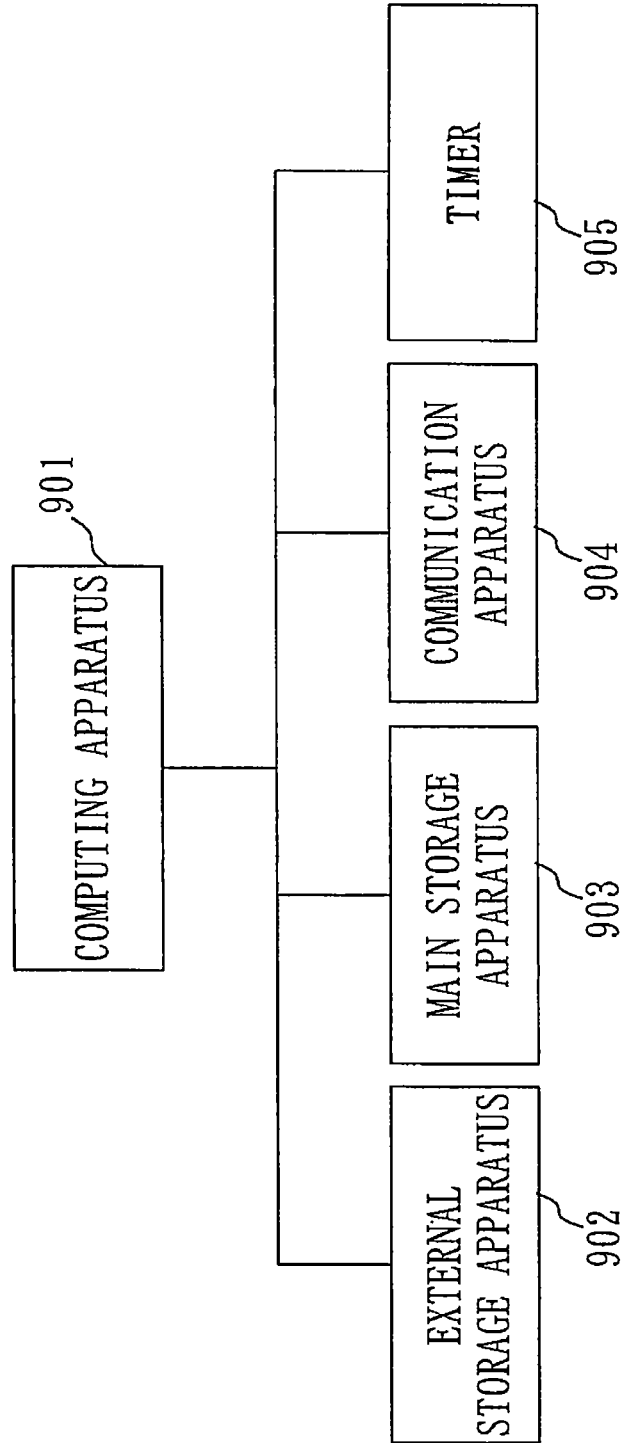 COMPUTING APPARATUS
901
EXTERNAL
STORAGE APPARATUS
902
MAIN STORAGE
APPARATUS
903
COMMUNICATION
APPARATUS
904
TIMER
905